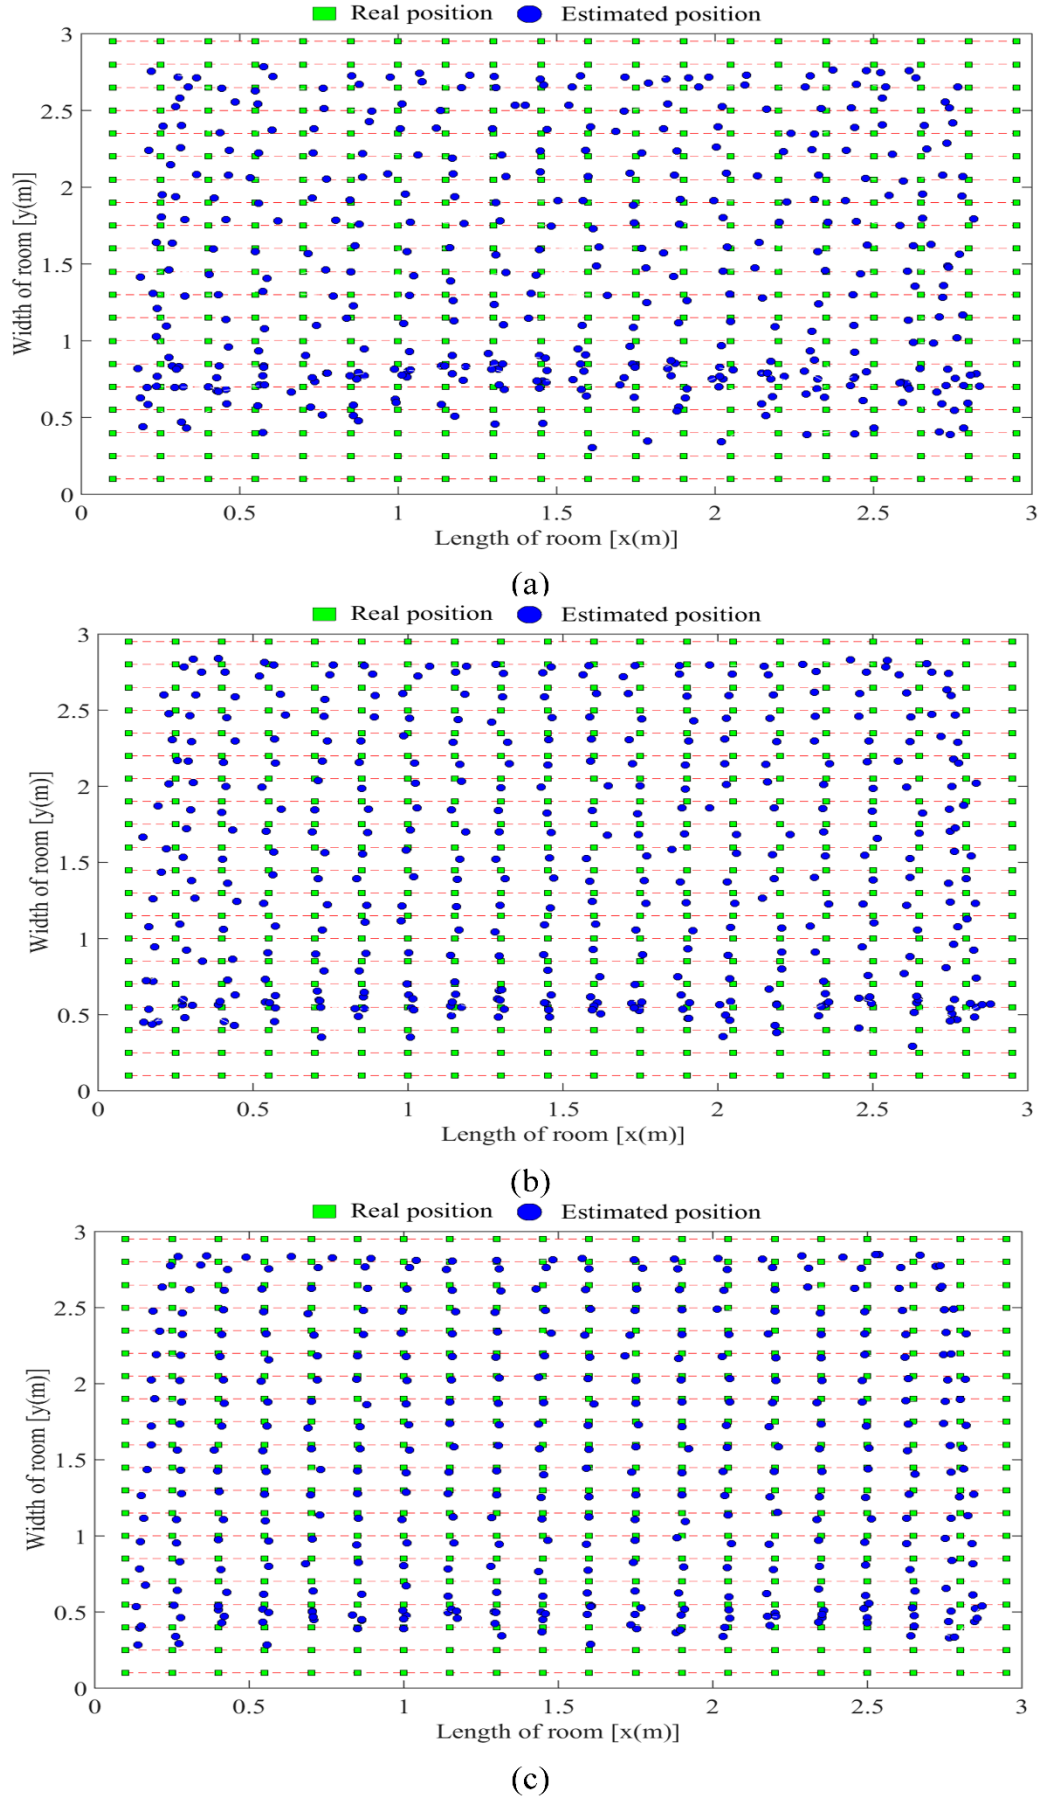 Real position Estimated position
3
2.5
2
1.5
1
0.5
0
Width of room [y(m)]
0 0.5 1 1.5 2 2.5 3
Length of room [x(m)]
(a)
Real position Estimated position
3
2.5
2
1.5
1
0.5
0
Width of room [y(m)]
0 0.5 1 1.5 2 2.5 3
Length of room [x(m)]
(b)
Real position Estimated position
3
2.5
2
1.5
1
0.5
0
Width of room [y(m)]
0 0.5 1 1.5 2 2.5 3
Length of room [x(m)]
(c)